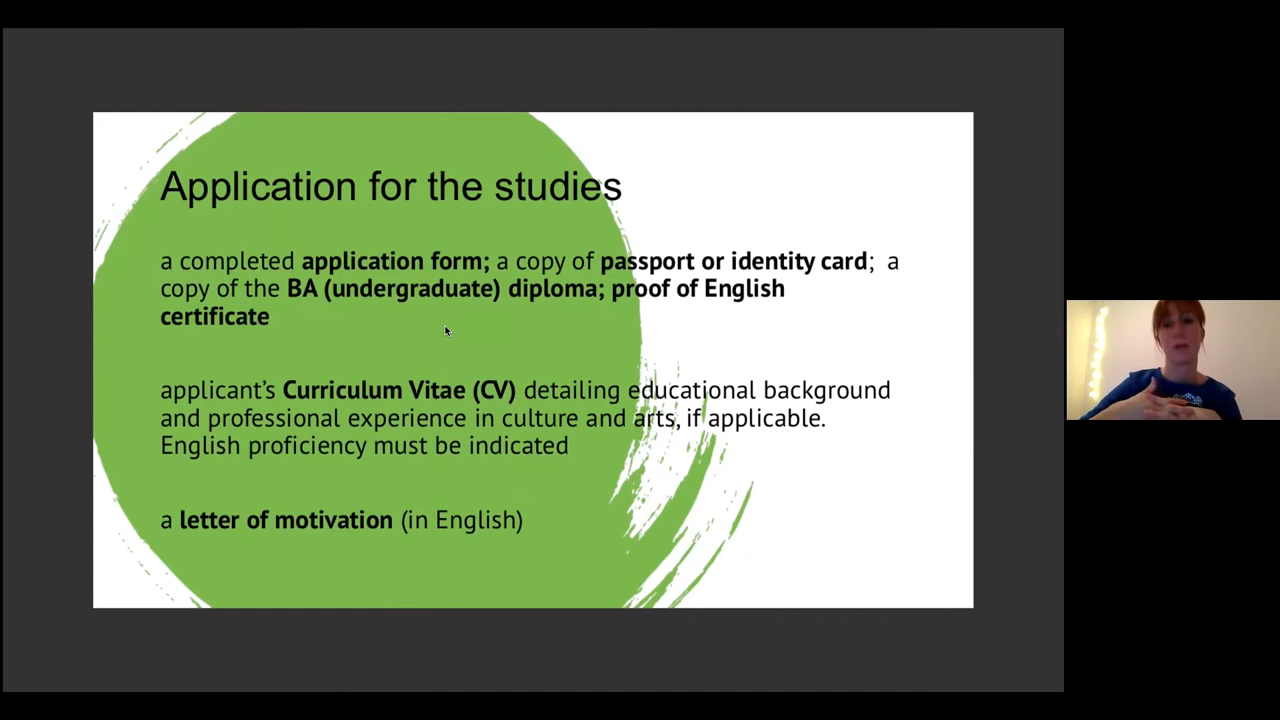 Application for the studies
a completed application form; a copy of passport or identity card;  a
copy of the BA (undergraduate) diploma; proof of English
certificate
applicant’s Curriculum Vitae (CV) detailing educational background
and professional experience in culture and arts, if applicable.
English proficiency must be indicated
a letter of motivation (in English)